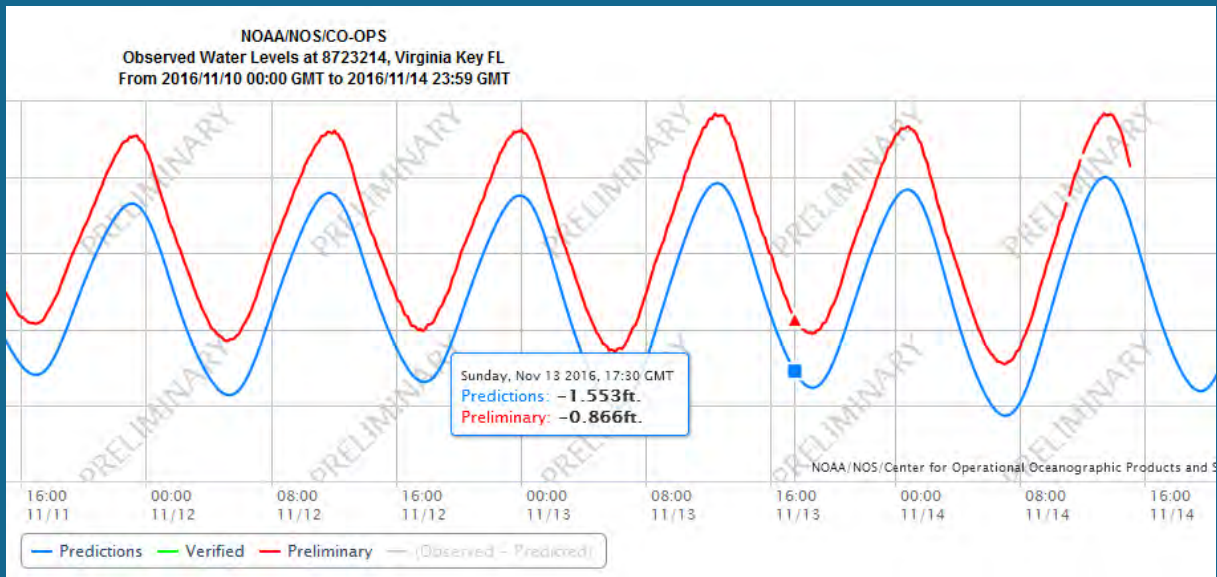 NOAA/NOS/CO-OPS
Observed Water Levels at 8723214, Virginia Key FL
From 2016/11/10 00:00 GMT to 2016/11/14 23:59 GMT
PRELIMINARY PRELIMINARY PRELIMINARY PRELIMINARY PRELIMINARY
PRELIMINARY PRELIMINARY PRELIMINARY PRELIMINARY
Sunday, Nov 13 2016, 17:30 GMT
Predictions: -1.553ft.
Preliminary: -0.866ft.
NOAA/NOS/Center for Operational Oceanographic Products and S
16:00 00:00 08:00 16:00 00:00 08:00 16:00 00:00 08:00 16:00
11/11 11/12 11/12 11/12 11/13 11/13 11/13 11/14 11/14 11/14
Predictions Verified Preliminary (Observed - Predicted)